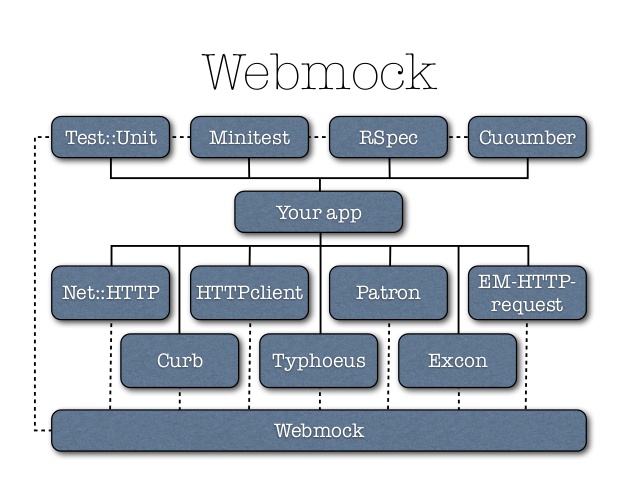 Webmock
Test::Unit
Minitest
RSpec
Cucumber
Your app
Net::HTTP
HTTPclient
Patron
EM-HTTP-
request
Curb
Typhoeus
Excon
Webmock